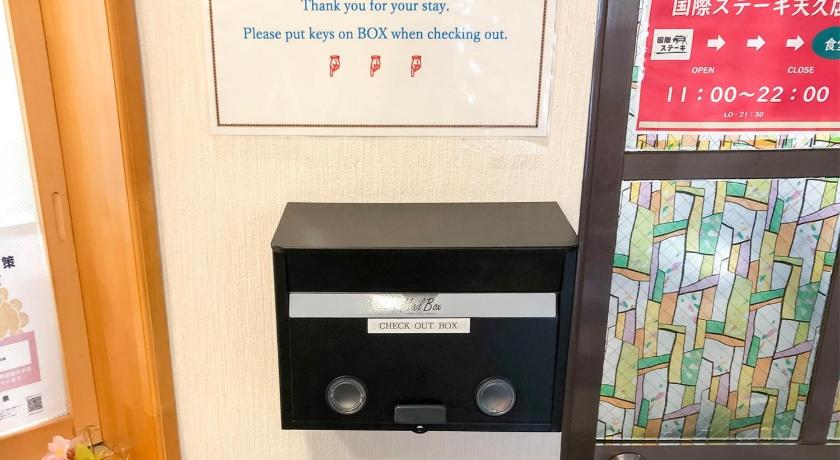 Thank you for your stay.
Please put keys on BOX when checking out.
Mail Box
CHECK OUT BOX
国際ステーキ天久店
国際
ステーキ
OPEN
CLOSE
11:00～22:00
LO・21:30
策